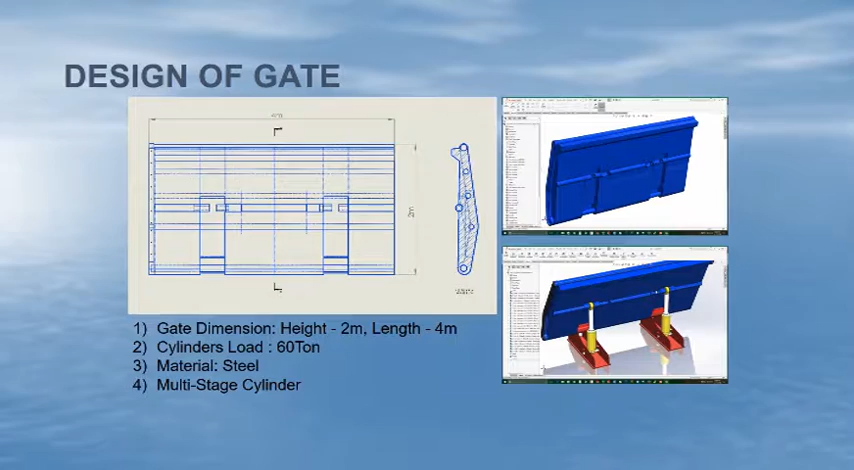 DESIGN OF GATE
2m
1) Gate Dimension: Height - 2m, Length - 4m
2) Cylinders Load : 60Ton
3) Material: Steel
4) Multi-Stage Cylinder